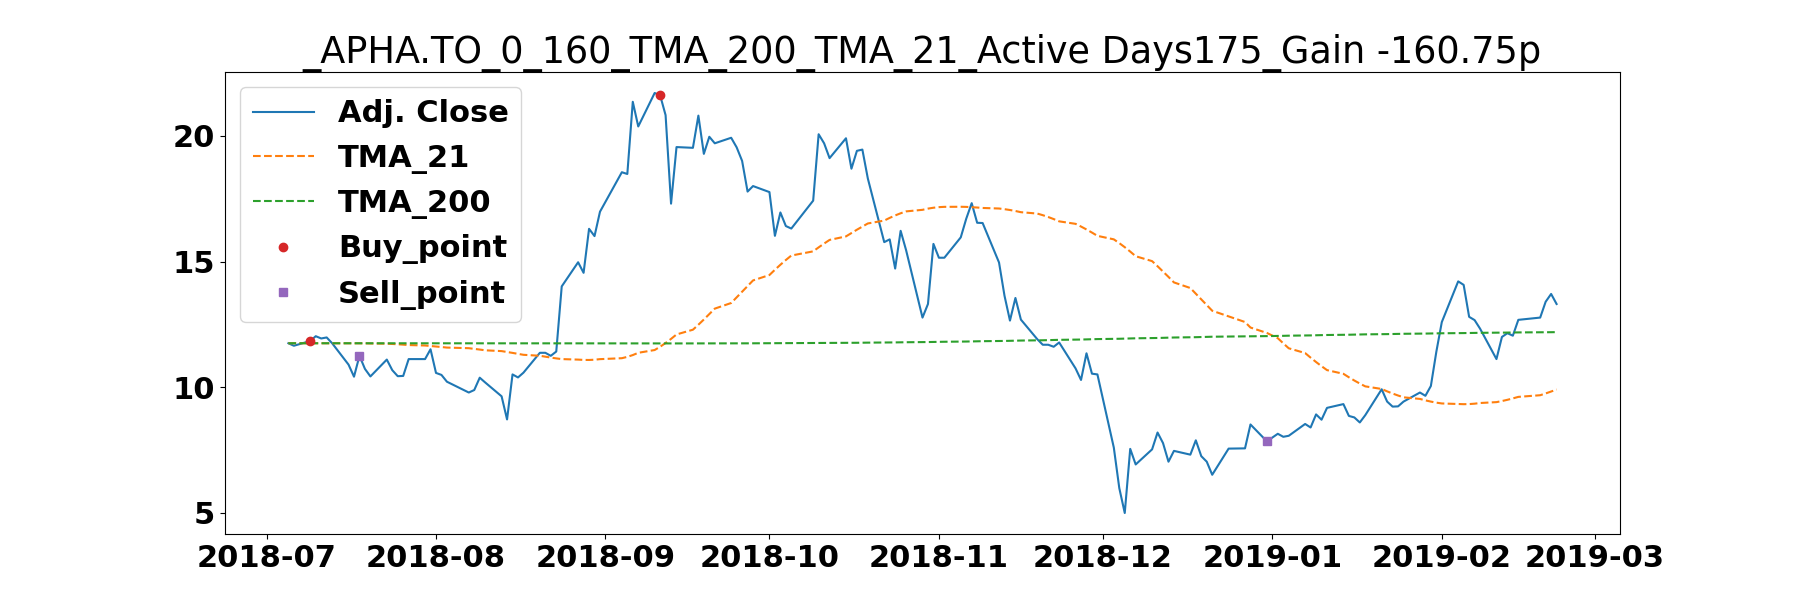 _APHA.TO_0_160_TMA_200_TMA_21_Active Days175_Gain -160.75p
Adj. Close
TMA_21
TMA_200
Buy_point
Sell_point
20
15
10
5
2018-07 2018-08 2018-09 2018-10 2018-11 2018-12 2019-01 2019-02 2019-03